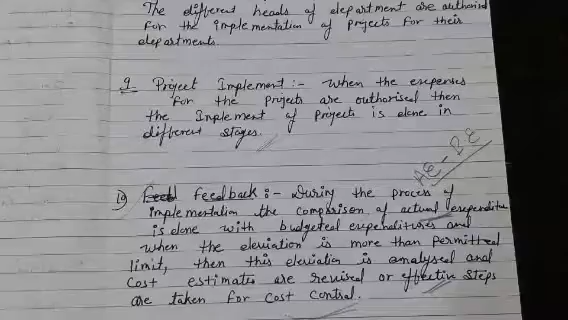 The different heads of department are authorised
for the implementation of projects for their
departments.
9 Project Implement :- When the expenses
for the projects are authorised then
the Implement of projects is done in
different stages.
AE - BE
10) Feedback :- During the process of
implementation the comparison of actual expenditure
is done with budgeted expenditures and
when the deviation is more than permitted
limit, then this deviation is analysed and
cost estimates are revised or effective steps
are taken for cost control.